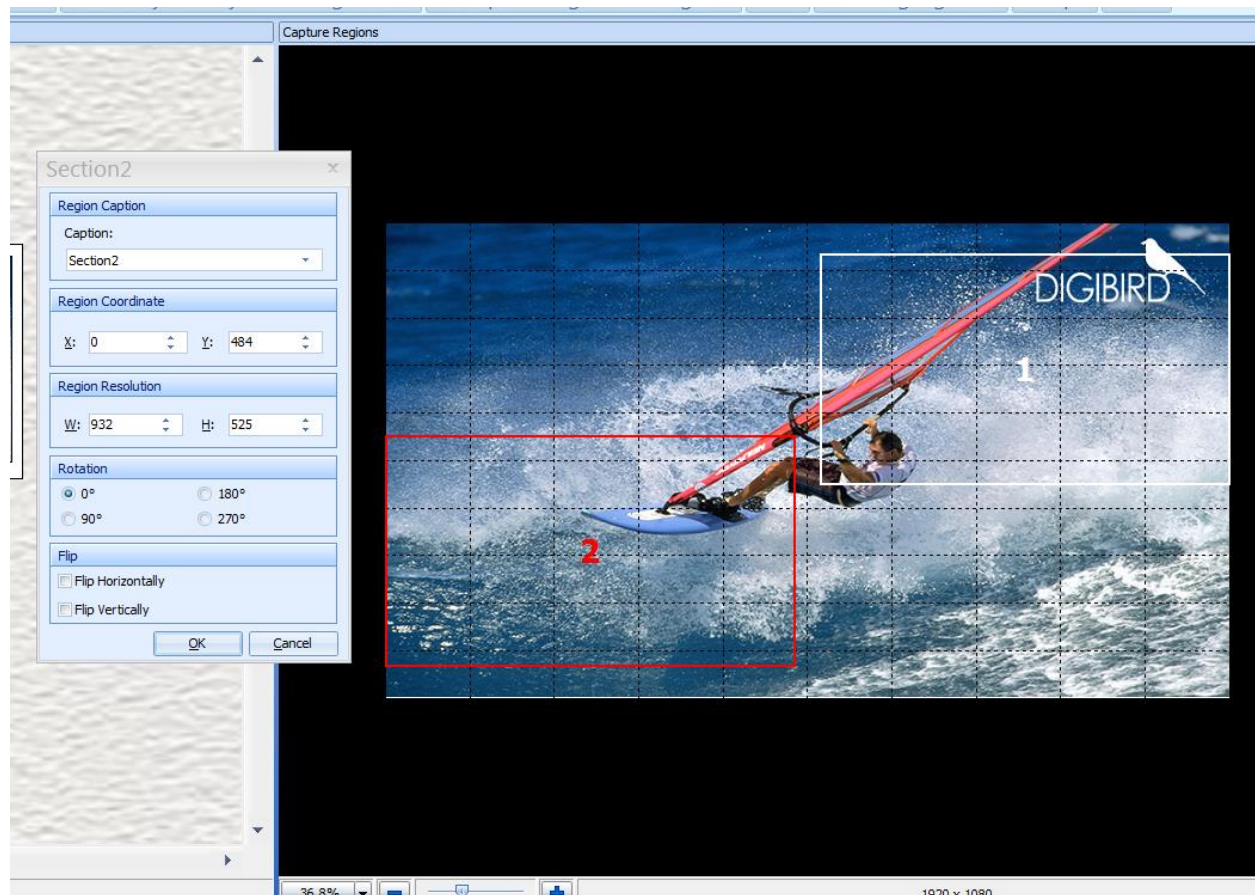 Capture Regions
Section2
Region Caption
Caption:
Section2
Region Coordinate
X: 0 Y: 484
Region Resolution
W: 932 H: 525
Rotation
0° 180°
90° 270°
Flip
Flip Horizontally
Flip Vertically
OK Cancel
DIGIBIRD
1
2
36.8%
1920 x 1080